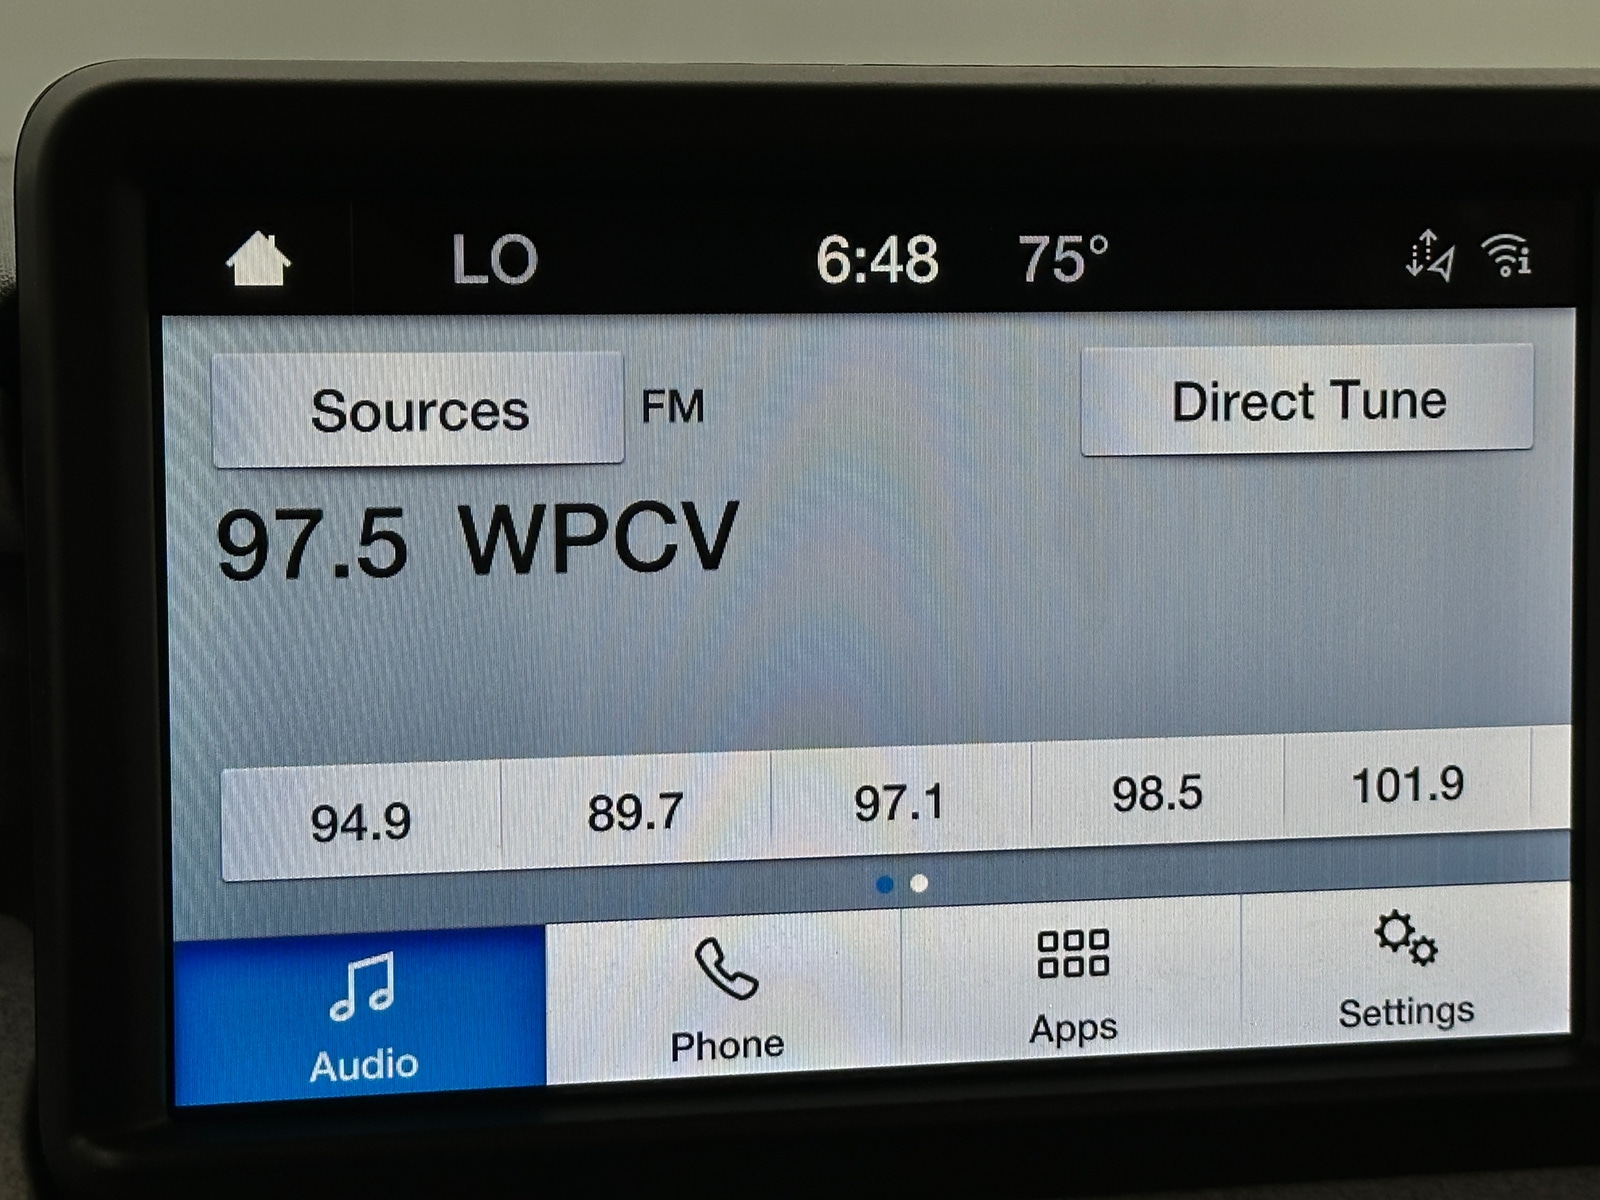 LO 6:48 75°
Sources FM Direct Tune
97.5 WPCV
94.9 89.7 97.1 98.5 101.9
Audio Phone Apps Settings